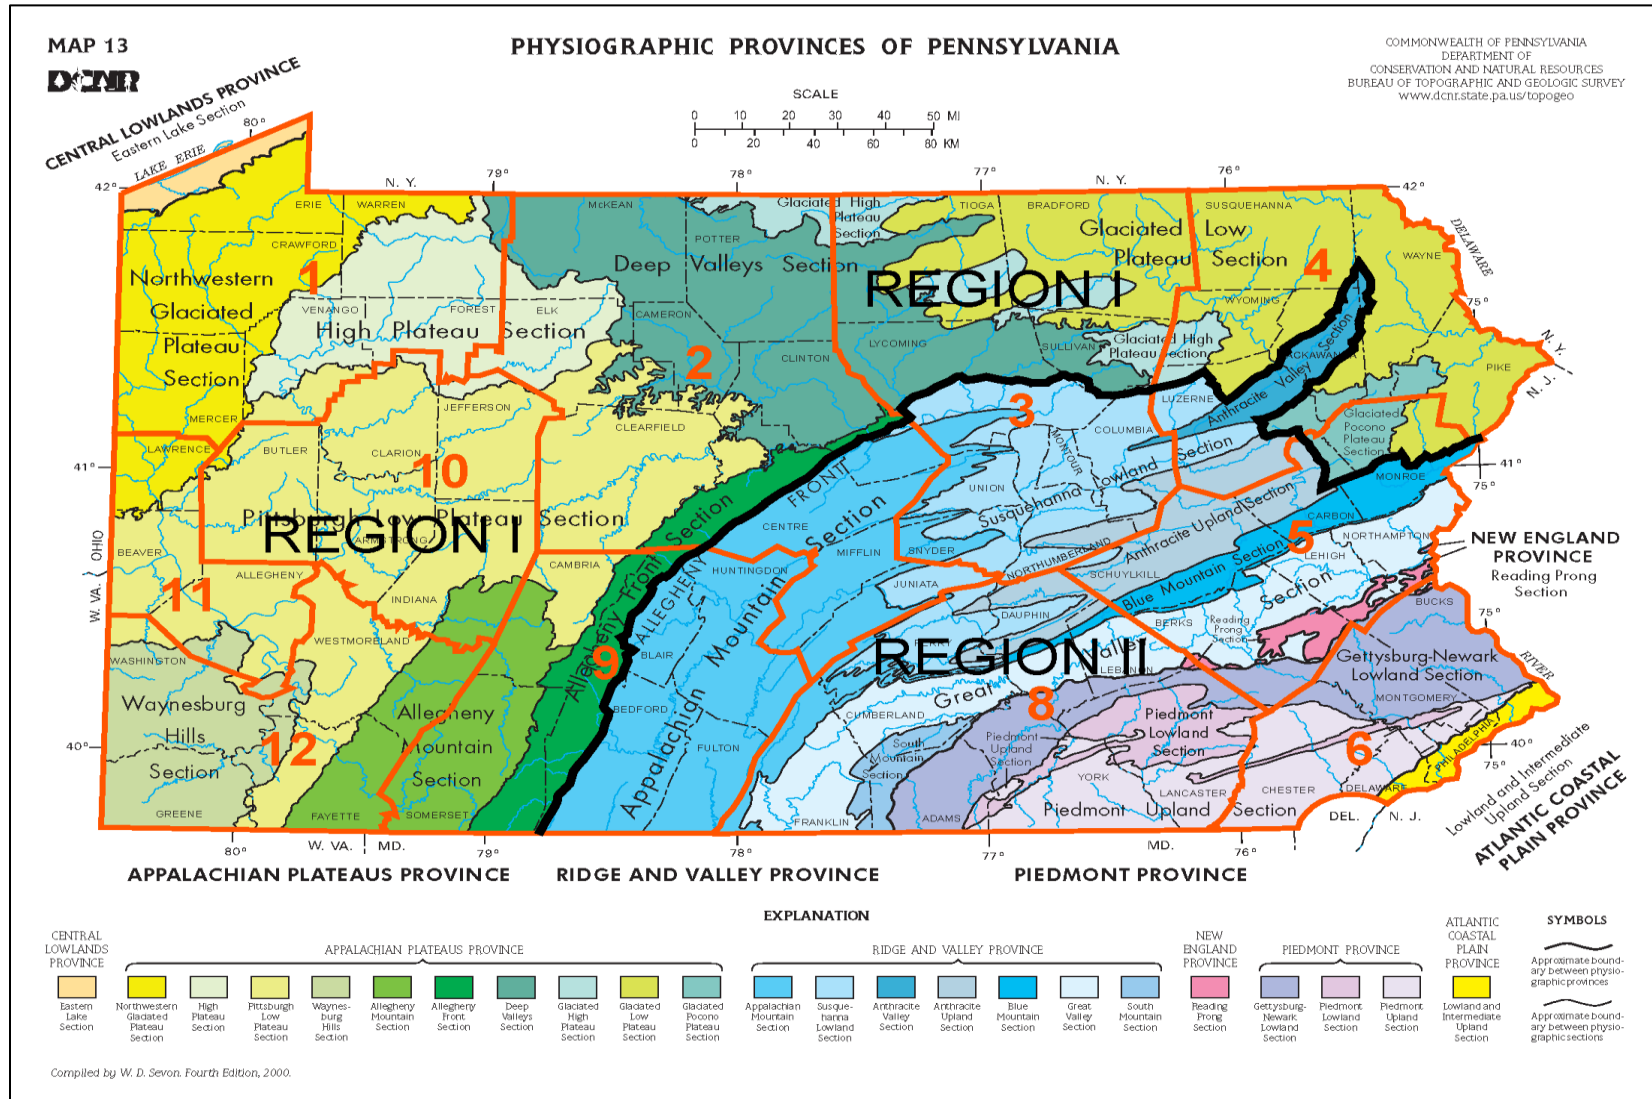 MAP 13
DCNR
PHYSIOGRAPHIC PROVINCES OF PENNSYLVANIA
COMMONWEALTH OF PENNSYLVANIA
DEPARTMENT OF
CONSERVATION AND NATURAL RESOURCES
BUREAU OF TOPOGRAPHIC AND GEOLOGIC SURVEY
www.dcnr.state.pa.us/topogeo
SCALE
0 10 20 30 40 50 MI
0 20 40 60 80 KM
CENTRAL LOWLANDS PROVINCE
Eastern Lake Section
80°
LAKE ERIE
42°
N. Y.
79°
78°
77°
N. Y.
76°
42°
ERIE
WARREN
McKEAN
POTTER
Glaciated High
Plateau
Section
TIOGA
BRADFORD
SUSQUEHANNA
WAYNE
DELAWARE
CRAWFORD
Northwestern
Glaciated
Plateau
Section
1
Deep Valleys Section
Glaciated Low
Plateau Section
REGION I
4
WYOMING
75°
N. Y.
N. J.
VENANGO
FOREST
ELK
High Plateau Section
CAMERON
CLINTON
2
LYCOMING
SULLIVAN
Glaciated High
Plateau Section
LACKAWANNA
Anthracite Valley Section
PIKE
MERCER
JEFFERSON
CLEARFIELD
3
LUZERNE
COLUMBIA
MONTOUR
Glaciated
Pocono
Plateau
Section
LAWRENCE
BUTLER
CLARION
10
41°
41°
75°
MONROE
Pittsburgh Low Plateau Section
REGION I
ARMSTRONG
Allegheny Front Section
ALLEGHENY FRONT
CENTRE
UNION
Susquehanna Lowland Section
Anthracite Upland Section
CARBON
5
NORTHAMPTON
LEHIGH
NEW ENGLAND
PROVINCE
Reading Prong
Section
OHIO
W. VA.
BEAVER
ALLEGHENY
11
INDIANA
CAMBRIA
HUNTINGDON
MIFFLIN
SNYDER
NORTHUMBERLAND
JUNIATA
SCHUYLKILL
Blue Mountain Section
DAUPHIN
BERKS
Reading
Prong
Section
BUCKS
75°
WASHINGTON
WESTMORELAND
9
BLAIR
Appalachian Mountain Section
PERRY
REGION II
LEBANON
Great Valley Section
Gettysburg-Newark
Lowland Section
MONTGOMERY
RIVER
Waynesburg
Hills
Section
12
Allegheny
Mountain
Section
BEDFORD
FULTON
CUMBERLAND
8
South
Mountain
Section
Piedmont
Upland
Section
Piedmont
Lowland
Section
6
PHILADELPHIA
40°
40°
75°
GREENE
FAYETTE
SOMERSET
FRANKLIN
ADAMS
YORK
LANCASTER
CHESTER
DELAWARE
Piedmont Upland Section
DEL.
N. J.
Lowland and Intermediate
Upland Section
ATLANTIC COASTAL
PLAIN PROVINCE
80°
W. VA.
MD.
79°
78°
77°
MD.
76°
APPALACHIAN PLATEAUS PROVINCE
RIDGE AND VALLEY PROVINCE
PIEDMONT PROVINCE
EXPLANATION
CENTRAL
LOWLANDS
PROVINCE
APPALACHIAN PLATEAUS PROVINCE
RIDGE AND VALLEY PROVINCE
NEW
ENGLAND
PROVINCE
PIEDMONT PROVINCE
ATLANTIC
COASTAL
PLAIN
PROVINCE
SYMBOLS
Eastern
Lake
Section
Northwestern
Glaciated
Plateau
Section
High
Plateau
Section
Pittsburgh
Low
Plateau
Section
Waynes-
burg
Hills
Section
Allegheny
Mountain
Section
Allegheny
Front
Section
Deep
Valleys
Section
Glaciated
High
Plateau
Section
Glaciated
Low
Plateau
Section
Glaciated
Pocono
Plateau
Section
Appalachian
Mountain
Section
Susque-
hanna
Lowland
Section
Anthracite
Valley
Section
Anthracite
Upland
Section
Blue
Mountain
Section
Great
Valley
Section
South
Mountain
Section
Reading
Prong
Section
Gettysburg-
Newark
Lowland
Section
Piedmont
Lowland
Section
Piedmont
Upland
Section
Lowland and
Intermediate
Upland
Section
Approximate bound-
ary between physio-
graphic provinces
Approximate bound-
ary between physio-
graphic sections
Compiled by W. D. Sevon. Fourth Edition, 2000.